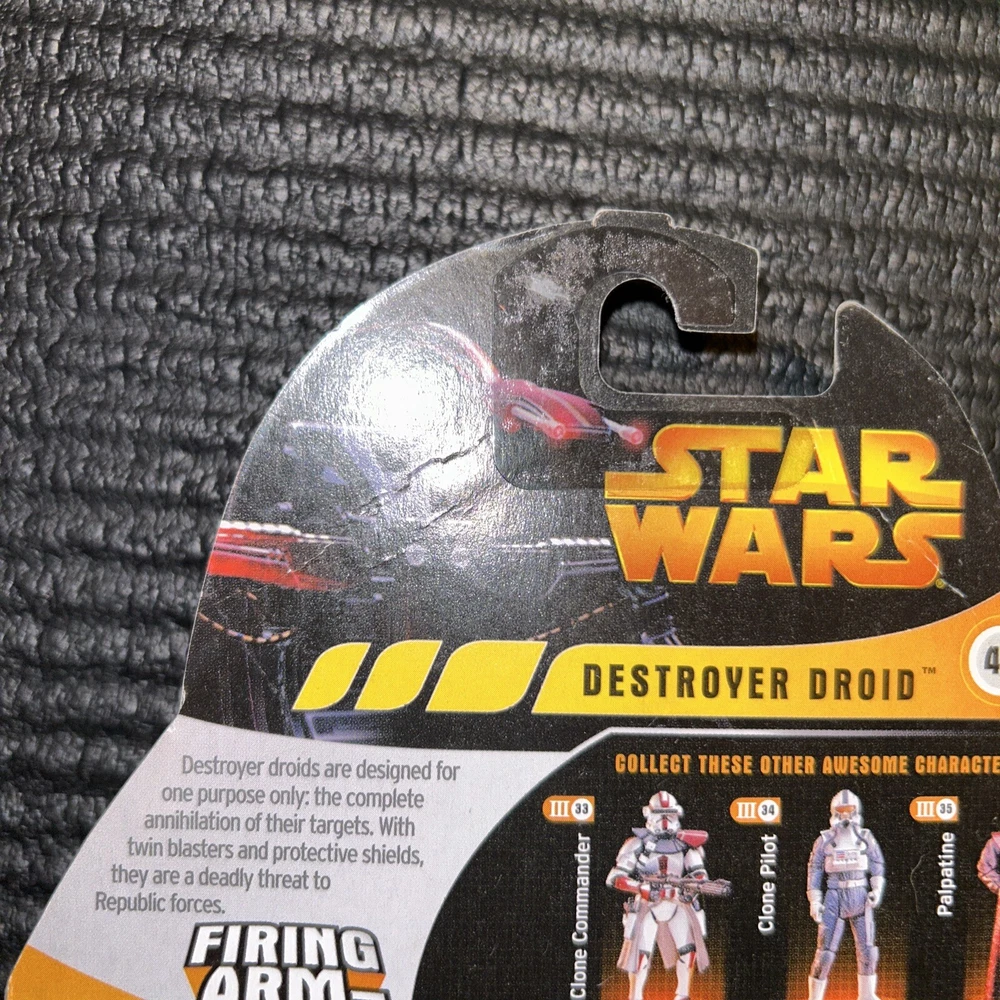 STAR
WARS
DESTROYER DROID™
4
Destroyer droids are designed for
one purpose only: the complete
annihilation of their targets. With
twin blasters and protective shields,
they are a deadly threat to
Republic forces.
FIRING
ARM-
COLLECT THESE OTHER AWESOME CHARACTE
III 33
Clone Commander
III 34
Clone Pilot
III 35
Palpatine